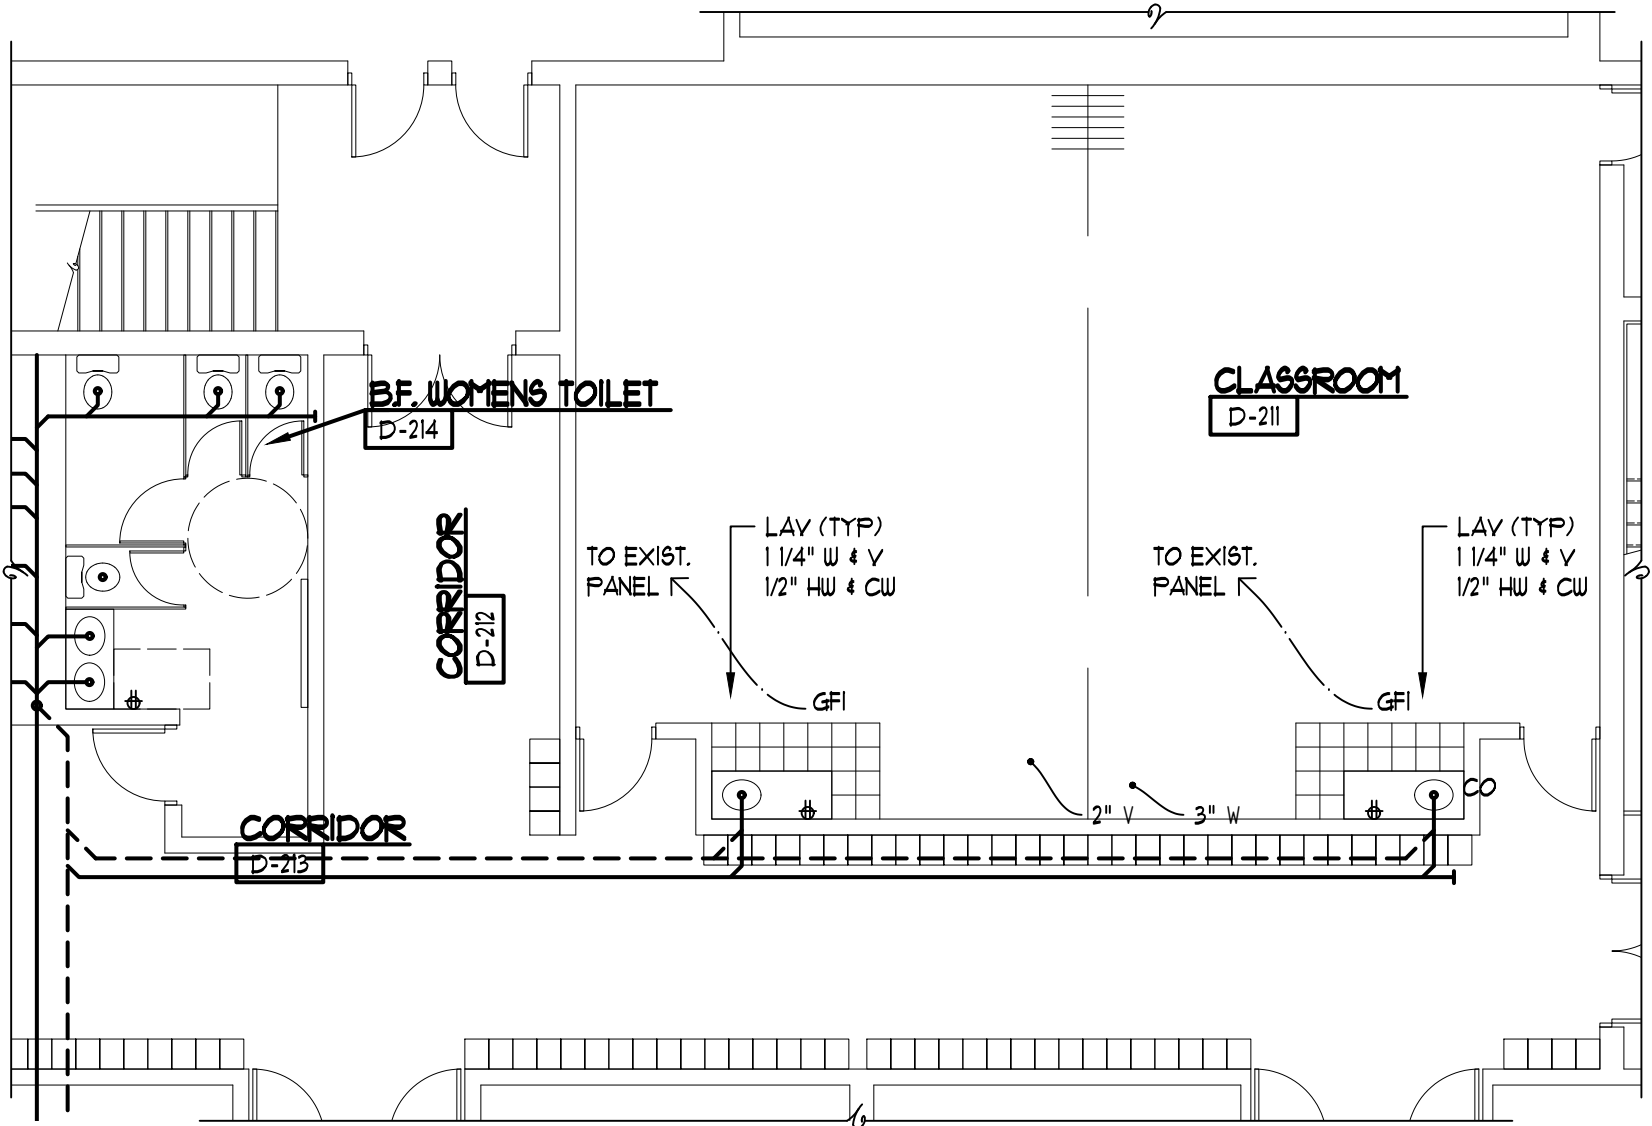 B.F. WOMENS TOILET
D-214
CLASSROOM
D-211
CORRIDOR
D-212
TO EXIST.
PANEL
LAV (TYP)
1 1/4" W & V
1/2" HW & CW
GFI
TO EXIST.
PANEL
LAV (TYP)
1 1/4" W & V
1/2" HW & CW
GFI
2" V
3" W
CO
CORRIDOR
D-213